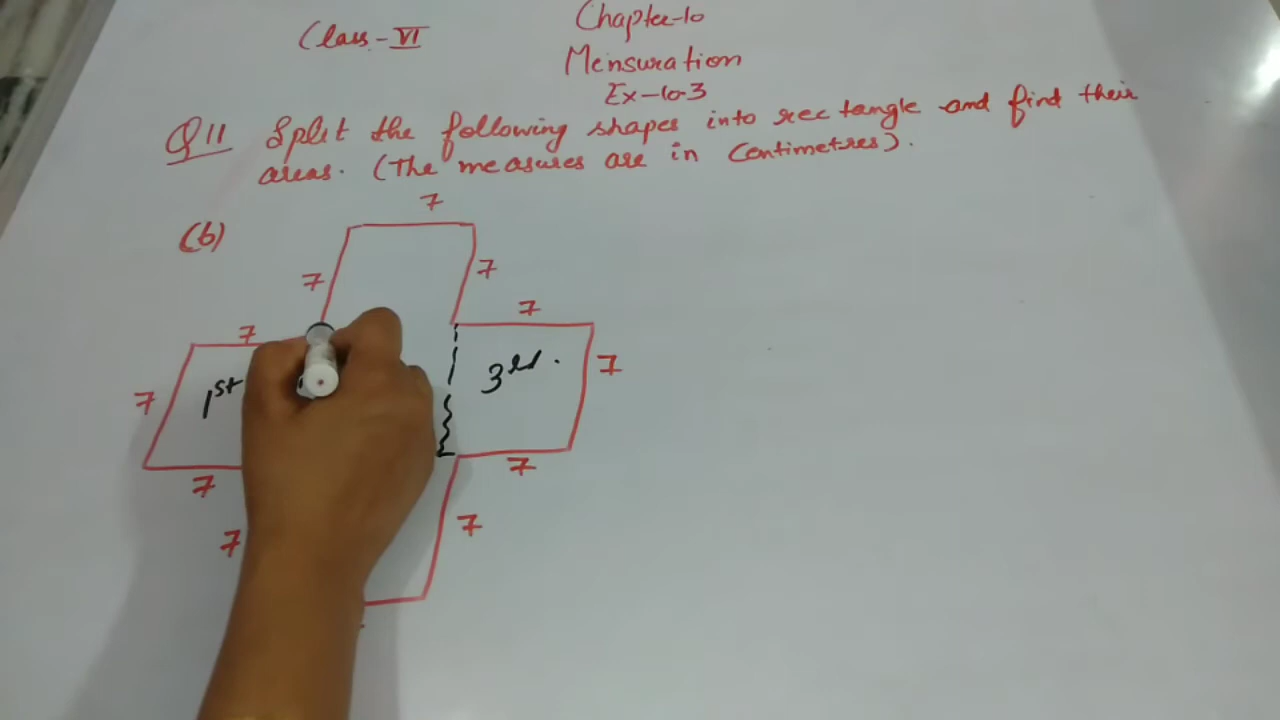 Class-VI
Chapter-10
Mensuration
Ex-10.3
Q11 Split the following shapes into rectangle and find their
areas. (The measures are in Centimetres).
(b)
7
7
7
7
7
7
7
1st
3rd.
7
7
7
7